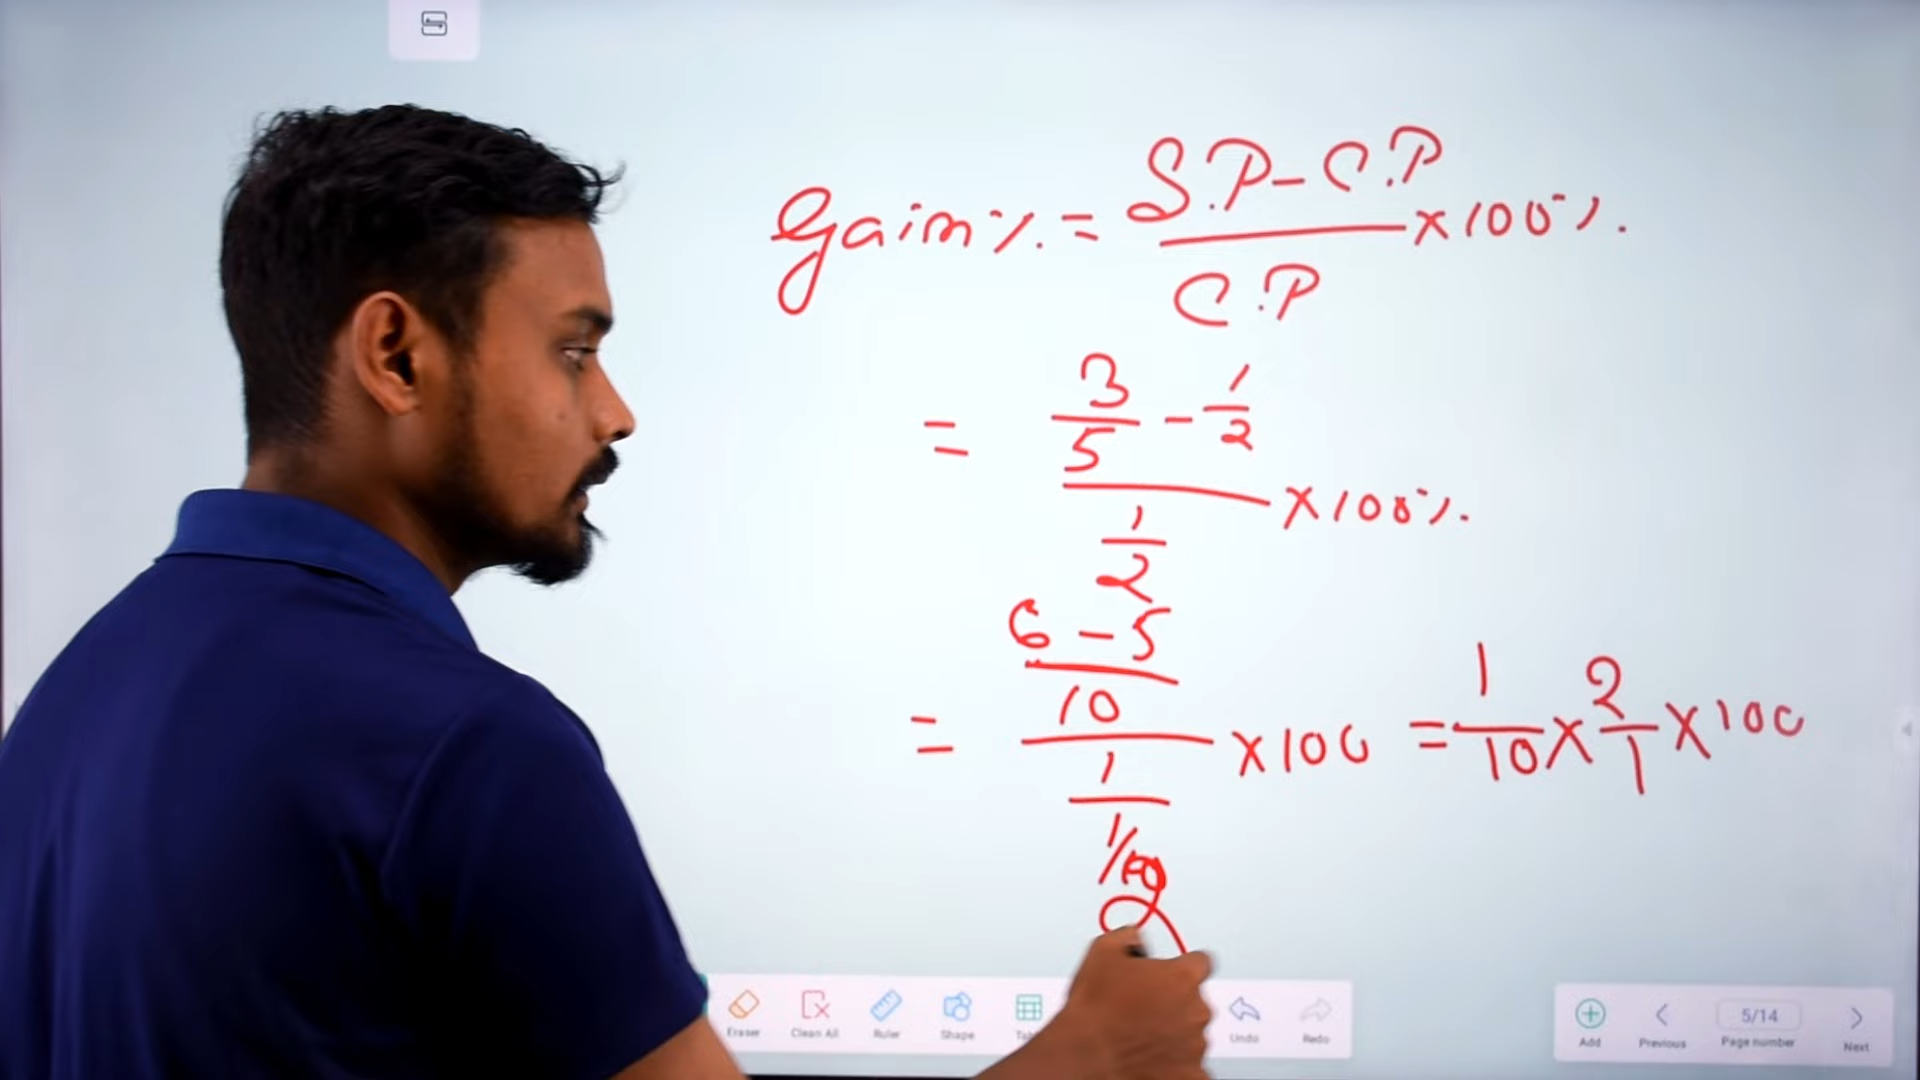 Gain % = (S.P - C.P) / C.P × 100%.
= (3/5 - 1/2) / (1/2) × 100%.
= ((6 - 5)/10) / (1/ × 100 = 1/10 × 2/1 × 100
Eraser Clean All Ruler Shape Undo Redo
Add Previous 5/14 Page number Next